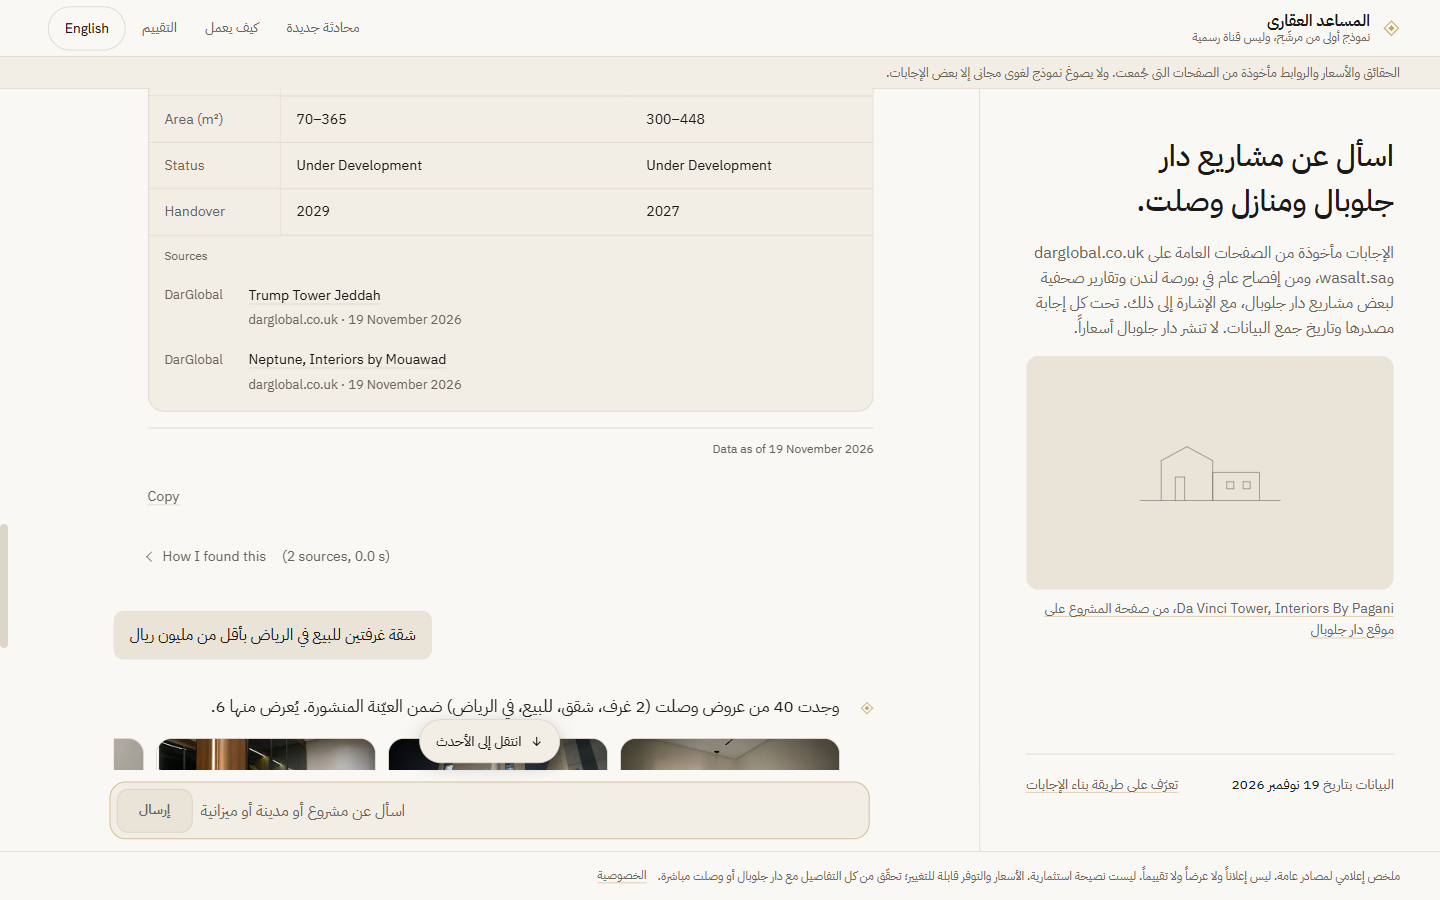 المساعد العقاري
نموذج أولي من مرشّح، وليس قناة رسمية
محادثة جديدة
كيف يعمل
التقييم
English
الحقائق والأسعار والروابط مأخوذة من الصفحات التي جُمعت. ولا يصوغ نموذج لغوي مجاني إلا بعض الإجابات.
اسأل عن مشاريع دار
جلوبال ومنازل وصلت.
الإجابات مأخوذة من الصفحات العامة على darglobal.co.uk
وwasalt.sa، ومن إفصاح عام في بورصة لندن وتقارير صحفية
لبعض مشاريع دار جلوبال، مع الإشارة إلى ذلك. تحت كل إجابة
مصدرها وتاريخ جمع البيانات. لا تنشر دار جلوبال أسعاراً.
Da Vinci Tower, Interiors By Pagani، من صفحة المشروع على
موقع دار جلوبال
البيانات بتاريخ 19 نوفمبر 2026
تعرّف على طريقة بناء الإجابات
Area (m²) 70–365 300–448
Status Under Development Under Development
Handover 2029 2027
Sources
DarGlobal Trump Tower Jeddah
darglobal.co.uk · 19 November 2026
DarGlobal Neptune, Interiors by Mouawad
darglobal.co.uk · 19 November 2026
Data as of 19 November 2026
Copy
How I found this (2 sources, 0.0 s)
شقة غرفتين للبيع في الرياض بأقل من مليون ريال
وجدت 40 من عروض وصلت (2 غرف، شقق، للبيع، في الرياض) ضمن العيّنة المنشورة. يُعرض منها 6.
انتقل إلى الأحدث
اسأل عن مشروع أو مدينة أو ميزانية
إرسال
ملخص إعلامي لمصادر عامة. ليس إعلاناً ولا عرضاً ولا تقييماً. ليست نصيحة استثمارية. الأسعار والتوفر قابلة للتغيير؛ تحقّق من كل التفاصيل مع دار جلوبال أو وصلت مباشرة.
الخصوصية